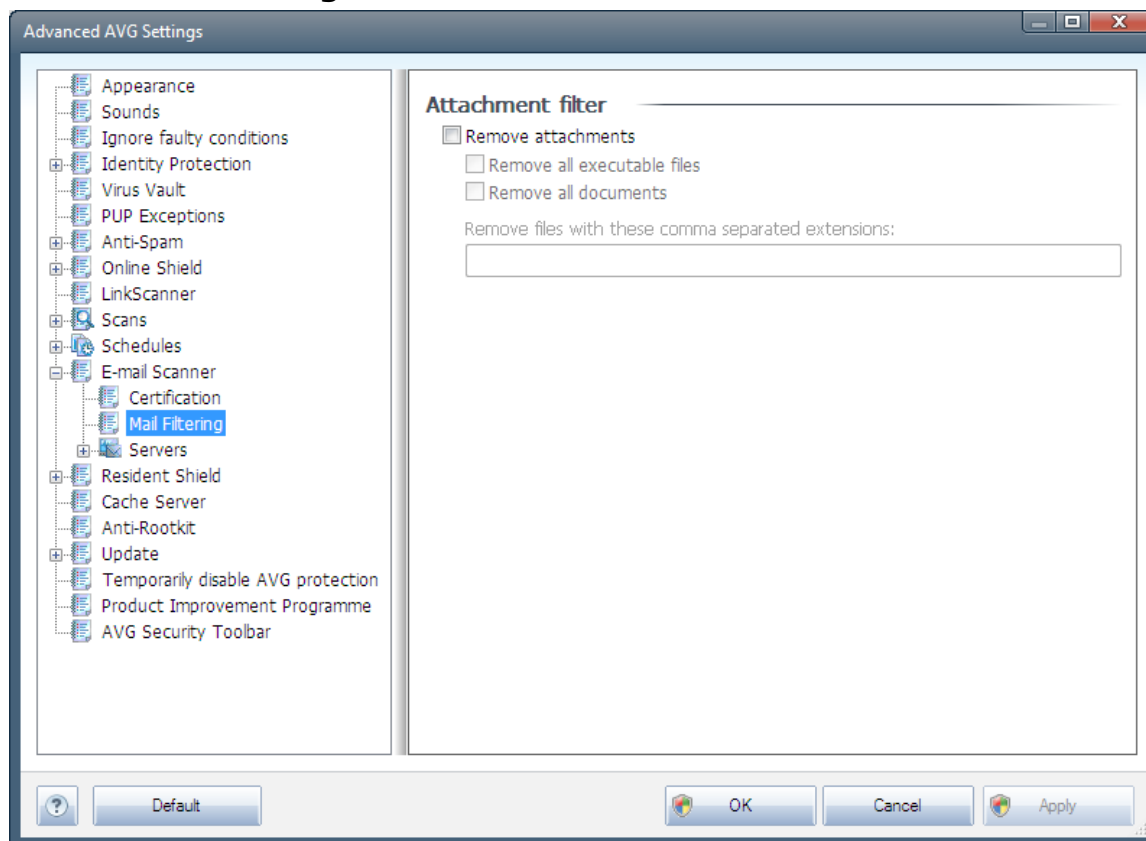 Advanced AVG Settings
Appearance
Sounds
Ignore faulty conditions
Identity Protection
Virus Vault
PUP Exceptions
Anti-Spam
Online Shield
LinkScanner
Scans
Schedules
E-mail Scanner
Certification
Mail Filtering
Servers
Resident Shield
Cache Server
Anti-Rootkit
Update
Temporarily disable AVG protection
Product Improvement Programme
AVG Security Toolbar
Attachment filter
Remove attachments
Remove all executable files
Remove all documents
Remove files with these comma separated extensions:
? Default OK Cancel Apply